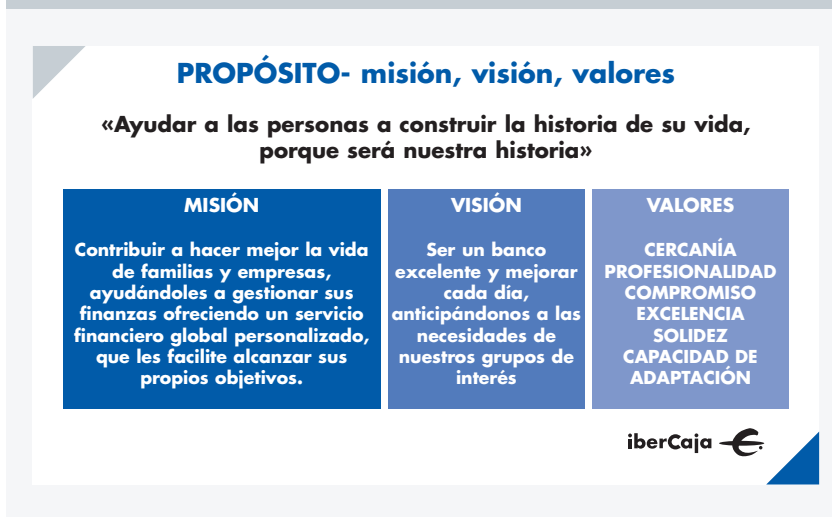 PROPÓSITO- misión, visión, valores
«Ayudar a las personas a construir la historia de su vida,
porque será nuestra historia»
MISIÓN
Contribuir a hacer mejor la vida
de familias y empresas,
ayudándoles a gestionar sus
finanzas ofreciendo un servicio
financiero global personalizado,
que les facilite alcanzar sus
propios objetivos.
VISIÓN
Ser un banco
excelente y mejorar
cada día,
anticipándonos a las
necesidades de
nuestros grupos de
interés
VALORES
CERCANÍA
PROFESIONALIDAD
COMPROMISO
EXCELENCIA
SOLIDEZ
CAPACIDAD DE
ADAPTACIÓN
iberCaja